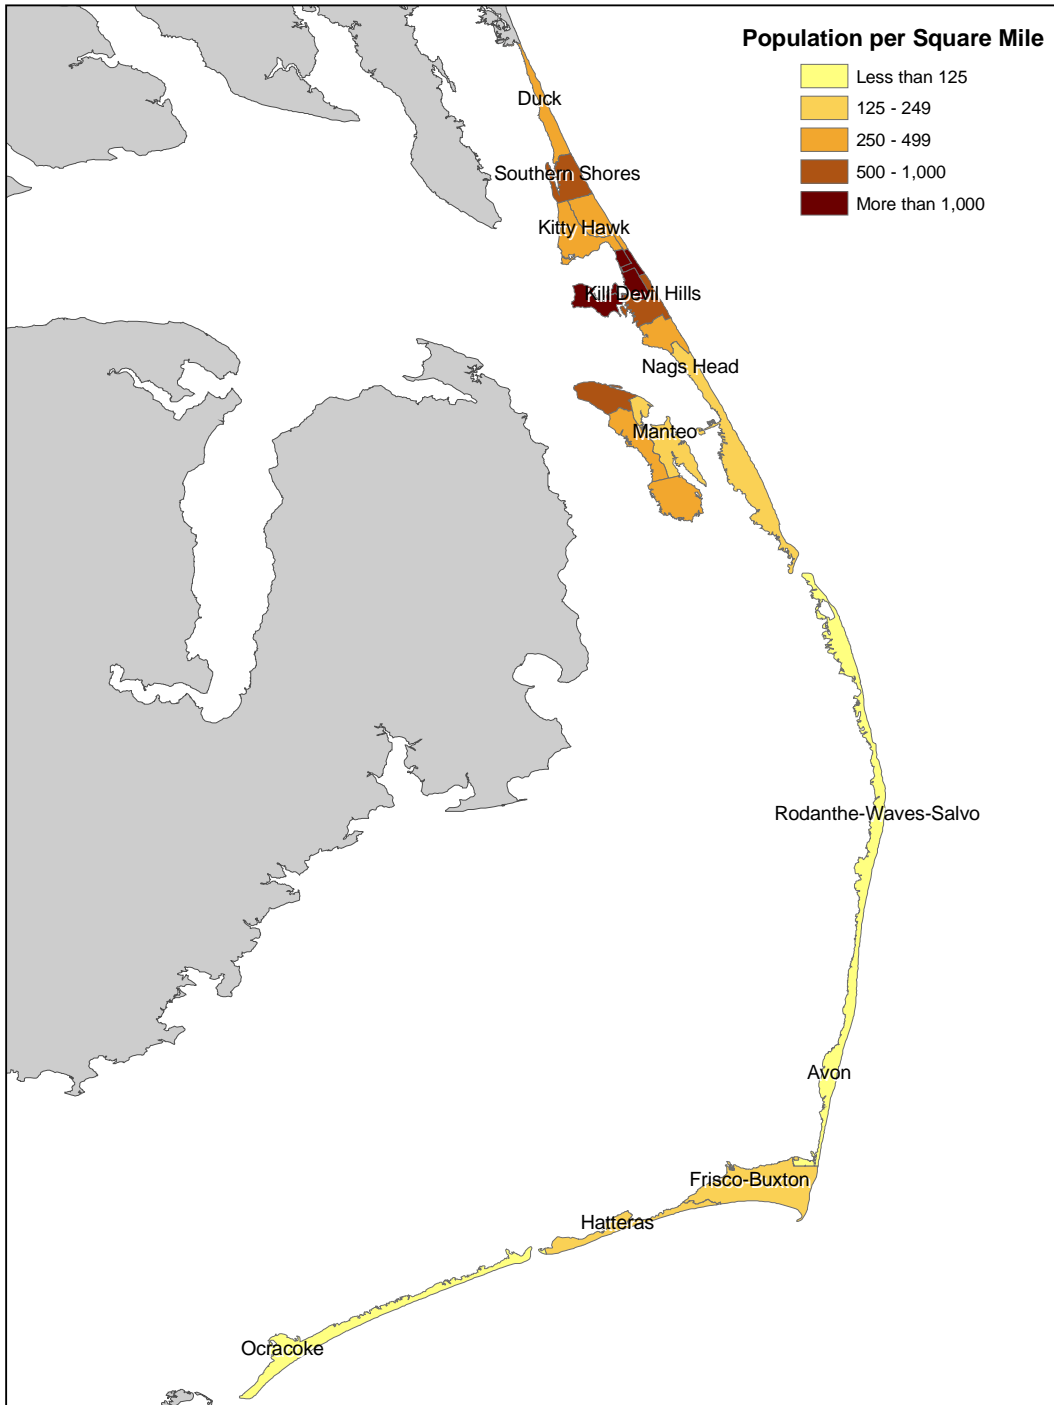 Population per Square Mile
Less than 125
125 - 249
250 - 499
500 - 1,000
More than 1,000
Duck
Southern Shores
Kitty Hawk
Kill Devil Hills
Nags Head
Manteo
Rodanthe-Waves-Salvo
Avon
Frisco-Buxton
Hatteras
Ocracoke